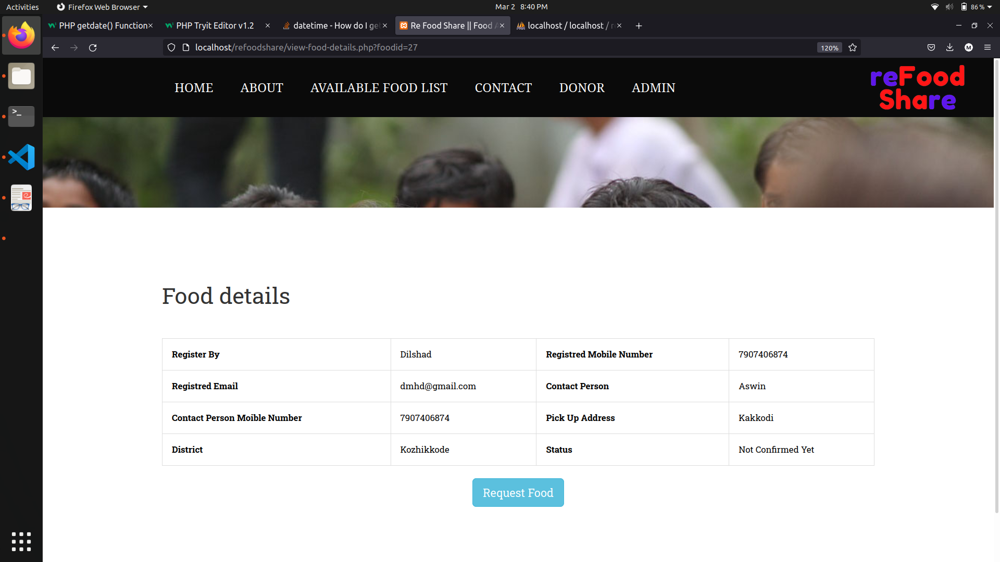 Activities Firefox Web Browser Mar 2 8:40 PM 86 %
PHP getdate() Function PHP Tryit Editor v1.2 datetime - How do I get Re Food Share || Food A localhost / localhost / r
localhost/refoodshare/view-food-details.php?foodid=27 120% M
HOME ABOUT AVAILABLE FOOD LIST CONTACT DONOR ADMIN
reFood
Share
Food details
Register By Dilshad Registred Mobile Number 7907406874
Registred Email dmhd@gmail.com Contact Person Aswin
Contact Person Moible Number 7907406874 Pick Up Address Kakkodi
District Kozhikkode Status Not Confirmed Yet
Request Food